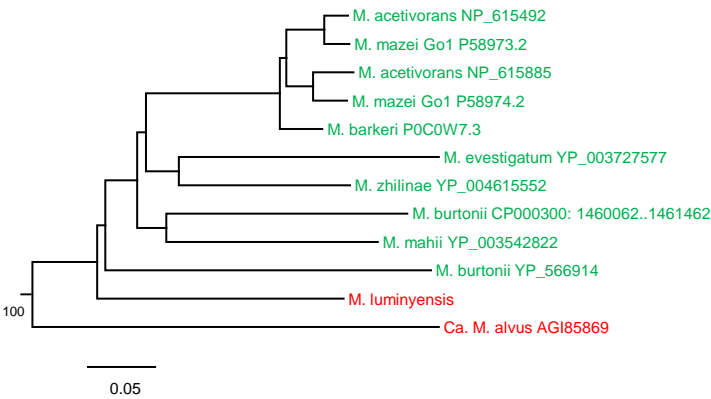 M. acetivorans NP_615492
M. mazei Go1 P58973.2
M. acetivorans NP_615885
M. mazei Go1 P58974.2
M. barkeri P0C0W7.3
M. evestigatum YP_003727577
M. zhilinae YP_004615552
M. burtonii CP000300: 1460062..1461462
M. mahii YP_003542822
M. burtonii YP_566914
M. luminyensis
100
Ca. M. alvus AGI85869
0.05